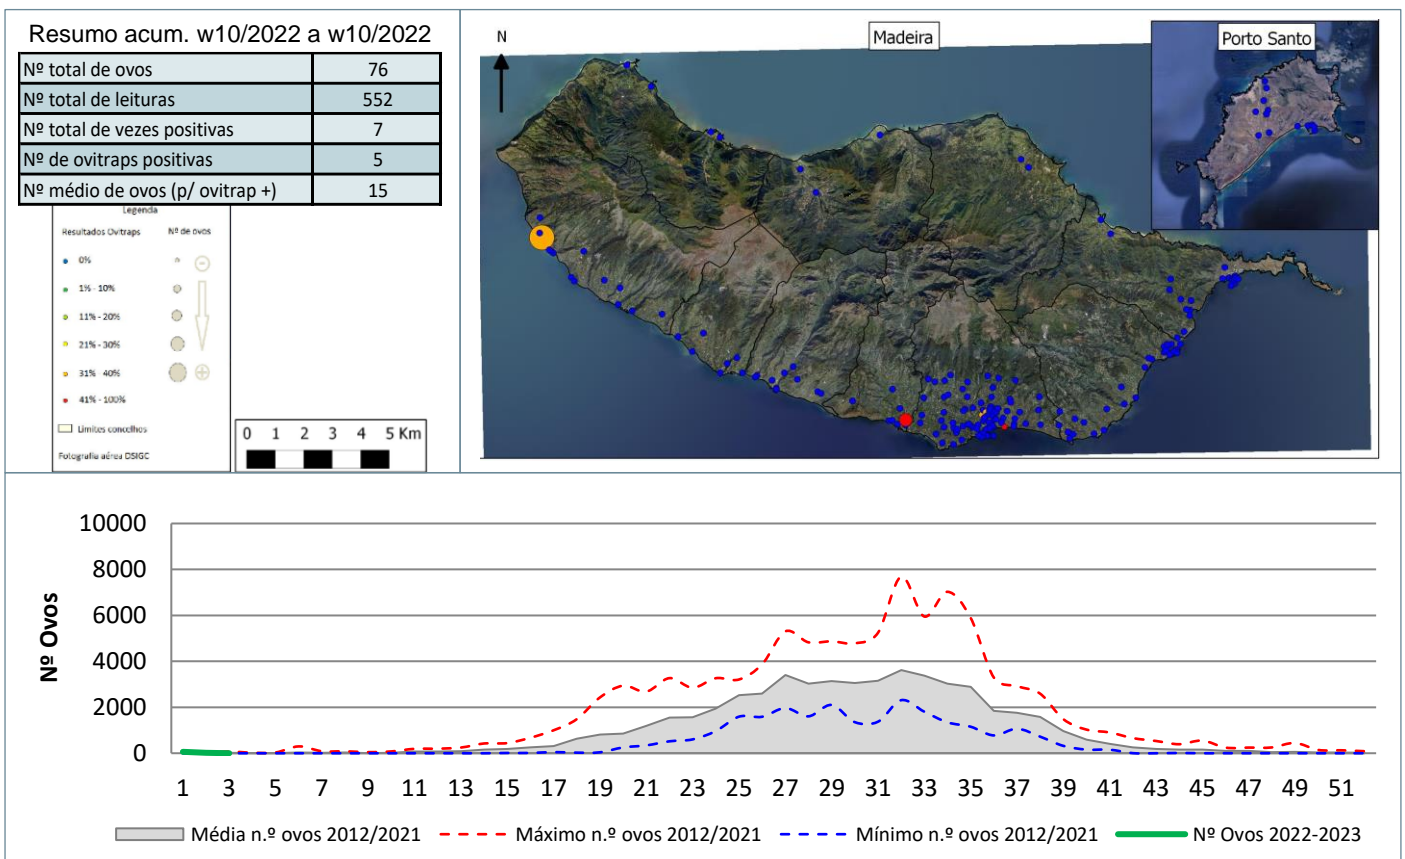 Resumo acum. w10/2022 a w10/2022
Nº total de ovos 76
Nº total de leituras 552
Nº total de vezes positivas 7
Nº de ovitraps positivas 5
Nº médio de ovos (p/ ovitrap +) 15
Legenda
Resultados Ovitraps Nº de ovos
0%
1% - 10%
11% - 20%
21% - 30%
31% - 40%
41% - 100%
Limites concelhos
Fotografia aérea DSIGC
0 1 2 3 4 5 Km
N
Madeira
Porto Santo
Nº Ovos
10000
8000
6000
4000
2000
0
1 3 5 7 9 11 13 15 17 19 21 23 25 27 29 31 33 35 37 39 41 43 45 47 49 51
Média n.º ovos 2012/2021 Máximo n.º ovos 2012/2021 Mínimo n.º ovos 2012/2021 Nº Ovos 2022-2023